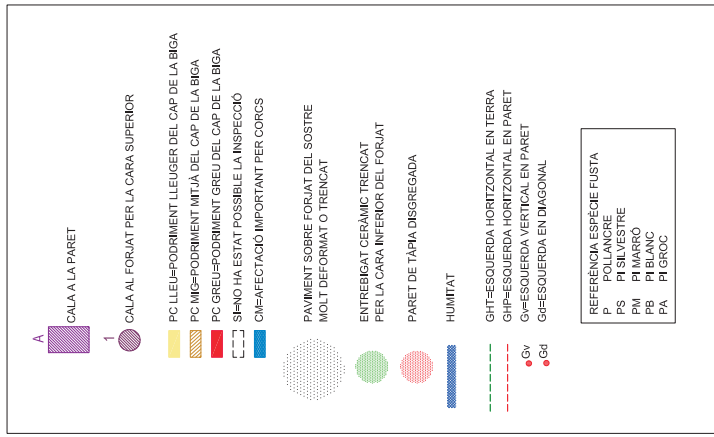 A
CALA A LA PARET
1
CALA AL FORJAT PER LA CARA SUPERIOR
PC LLEU=PODRIMENT LLEUGER DEL CAP DE LA BIGA
PC MIG=PODRIMENT MITJÀ DEL CAP DE LA BIGA
PC GREU=PODRIMENT GREU DEL CAP DE LA BIGA
SI=NO HA ESTAT POSSIBLE LA INSPECCIÓ
CM=AFECTACIÓ IMPORTANT PER CORCS
PAVIMENT SOBRE FORJAT DEL SOSTRE
MOLT DEFORMAT O TRENCAT
ENTREBIGAT CERÀMIC TRENCAT
PER LA CARA INFERIOR DEL FORJAT
PARET DE TÀPIA DISGREGADA
HUMITAT
GHT=ESQUERDA HORITZONTAL EN TERRA
GHP=ESQUERDA HORITZONTAL EN PARET
Gv Gv=ESQUERDA VERTICAL EN PARET
Gd Gd=ESQUERDA EN DIAGONAL
REFERÈNCIA ESPÈCIE FUSTA
P POLLANCRE
PS PI SILVESTRE
PM PI MARRÓ
PB PI BLANC
PA PI GROC